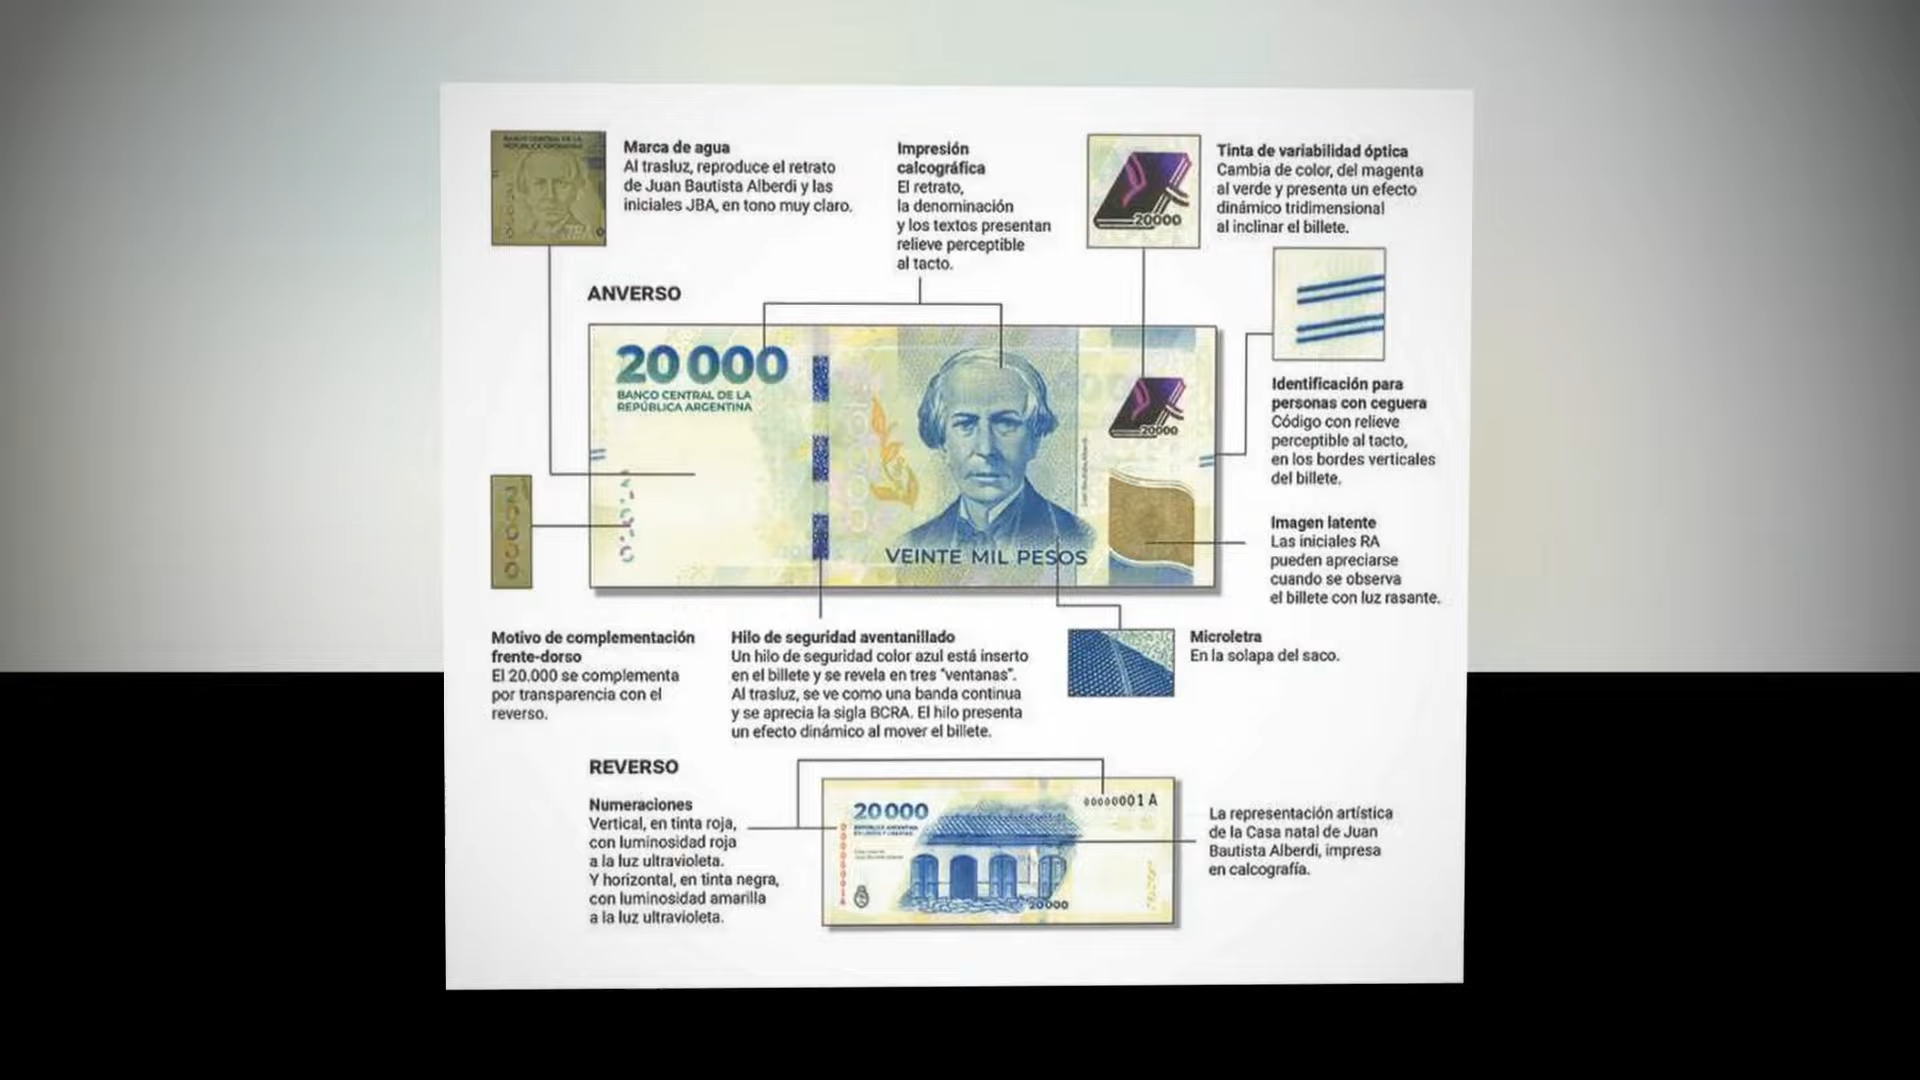 Marca de agua
Al trasluz, reproduce el retrato
de Juan Bautista Alberdi y las
iniciales JBA, en tono muy claro.
Impresión
calcográfica
El retrato,
la denominación
y los textos presentan
relieve perceptible
al tacto.
20000
Tinta de variabilidad óptica
Cambia de color, del magenta
al verde y presenta un efecto
dinámico tridimensional
al inclinar el billete.
ANVERSO
20 000
BANCO CENTRAL DE LA
REPÚBLICA ARGENTINA
20000
VEINTE MIL PESOS
Identificación para
personas con ceguera
Código con relieve
perceptible al tacto,
en los bordes verticales
del billete.
Imagen latente
Las iniciales RA
pueden apreciarse
cuando se observa
el billete con luz rasante.
Motivo de complementación
frente-dorso
El 20.000 se complementa
por transparencia con el
reverso.
Hilo de seguridad aventanillado
Un hilo de seguridad color azul está inserto
en el billete y se revela en tres "ventanas".
Al trasluz, se ve como una banda continua
y se aprecia la sigla BCRA. El hilo presenta
un efecto dinámico al mover el billete.
Microletra
En la solapa del saco.
REVERSO
Numeraciones
Vertical, en tinta roja,
con luminosidad roja
a la luz ultravioleta.
Y horizontal, en tinta negra,
con luminosidad amarilla
a la luz ultravioleta.
20 000
00000001 A
20000
La representación artística
de la Casa natal de Juan
Bautista Alberdi, impresa
en calcografía.